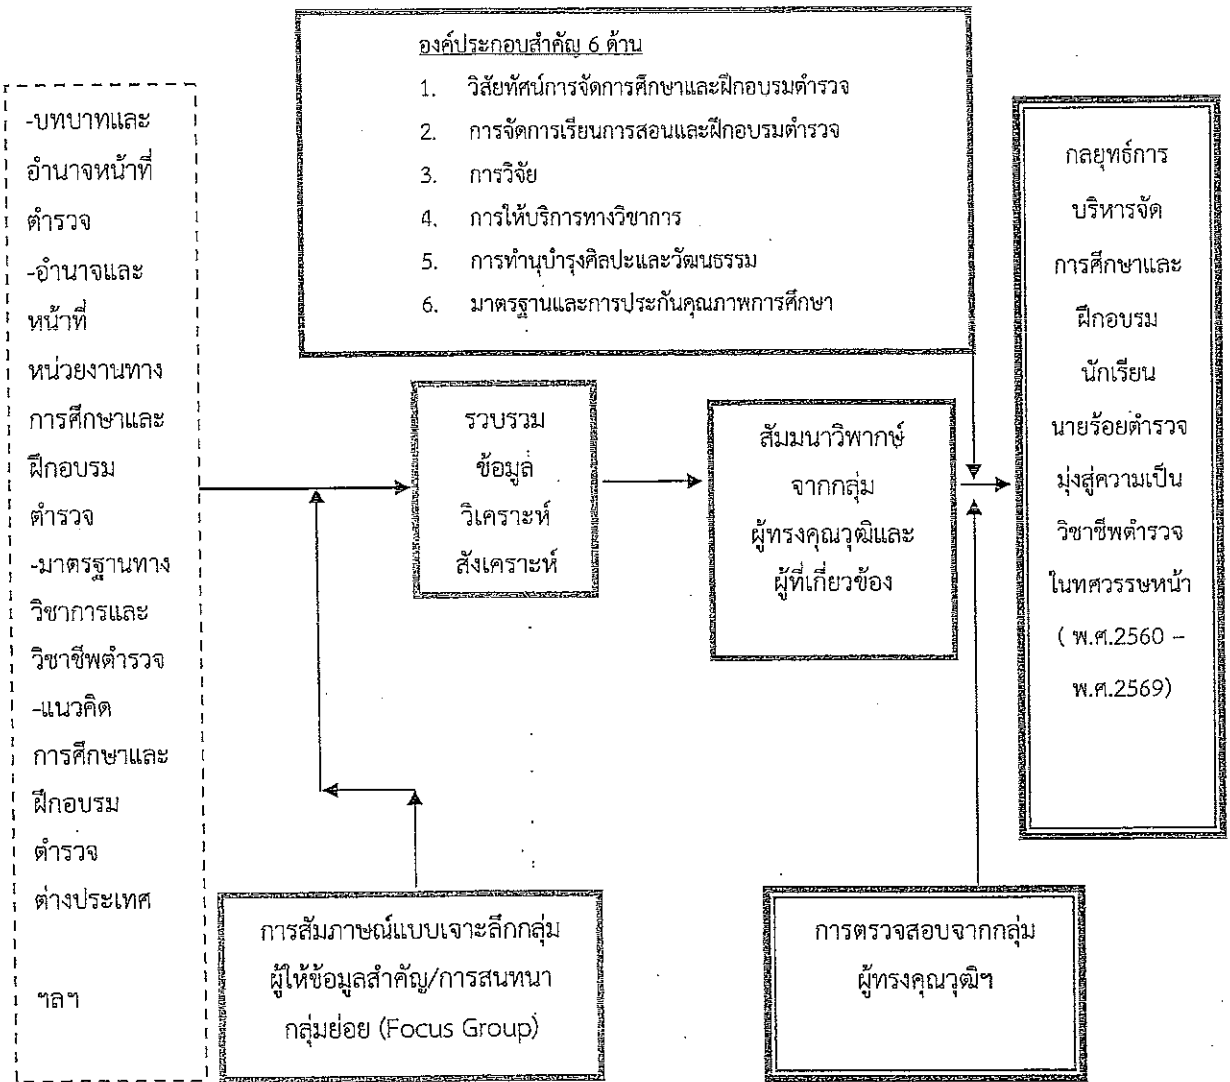 องค์ประกอบสำคัญ 6 ด้าน
1. วิสัยทัศน์การจัดการศึกษาและฝึกอบรมตำรวจ
2. การจัดการเรียนการสอนและฝึกอบรมตำรวจ
3. การวิจัย
4. การให้บริการทางวิชาการ
5. การทำนุบำรุงศิลปะและวัฒนธรรม
6. มาตรฐานและการประกันคุณภาพการศึกษา
-บทบาทและ
อำนาจหน้าที่
ตำรวจ
-อำนาจและ
หน้าที่
หน่วยงานทาง
การศึกษาและ
ฝึกอบรม
ตำรวจ
-มาตรฐานทาง
วิชาการและ
วิชาชีพตำรวจ
-แนวคิด
การศึกษาและ
ฝึกอบรม
ตำรวจ
ต่างประเทศ
ฯลฯ
รวบรวม
ข้อมูล
วิเคราะห์
สังเคราะห์
สัมมนาวิพากษ์
จากกลุ่ม
ผู้ทรงคุณวุฒิและ
ผู้ที่เกี่ยวข้อง
กลยุทธ์การ
บริหารจัด
การศึกษาและ
ฝึกอบรม
นักเรียน
นายร้อยตำรวจ
มุ่งสู่ความเป็น
วิชาชีพตำรวจ
ในทศวรรษหน้า
( พ.ศ.2560 –
พ.ศ.2569)
การสัมภาษณ์แบบเจาะลึกกลุ่ม
ผู้ให้ข้อมูลสำคัญ/การสนทนา
กลุ่มย่อย (Focus Group)
การตรวจสอบจากกลุ่ม
ผู้ทรงคุณวุฒิฯ